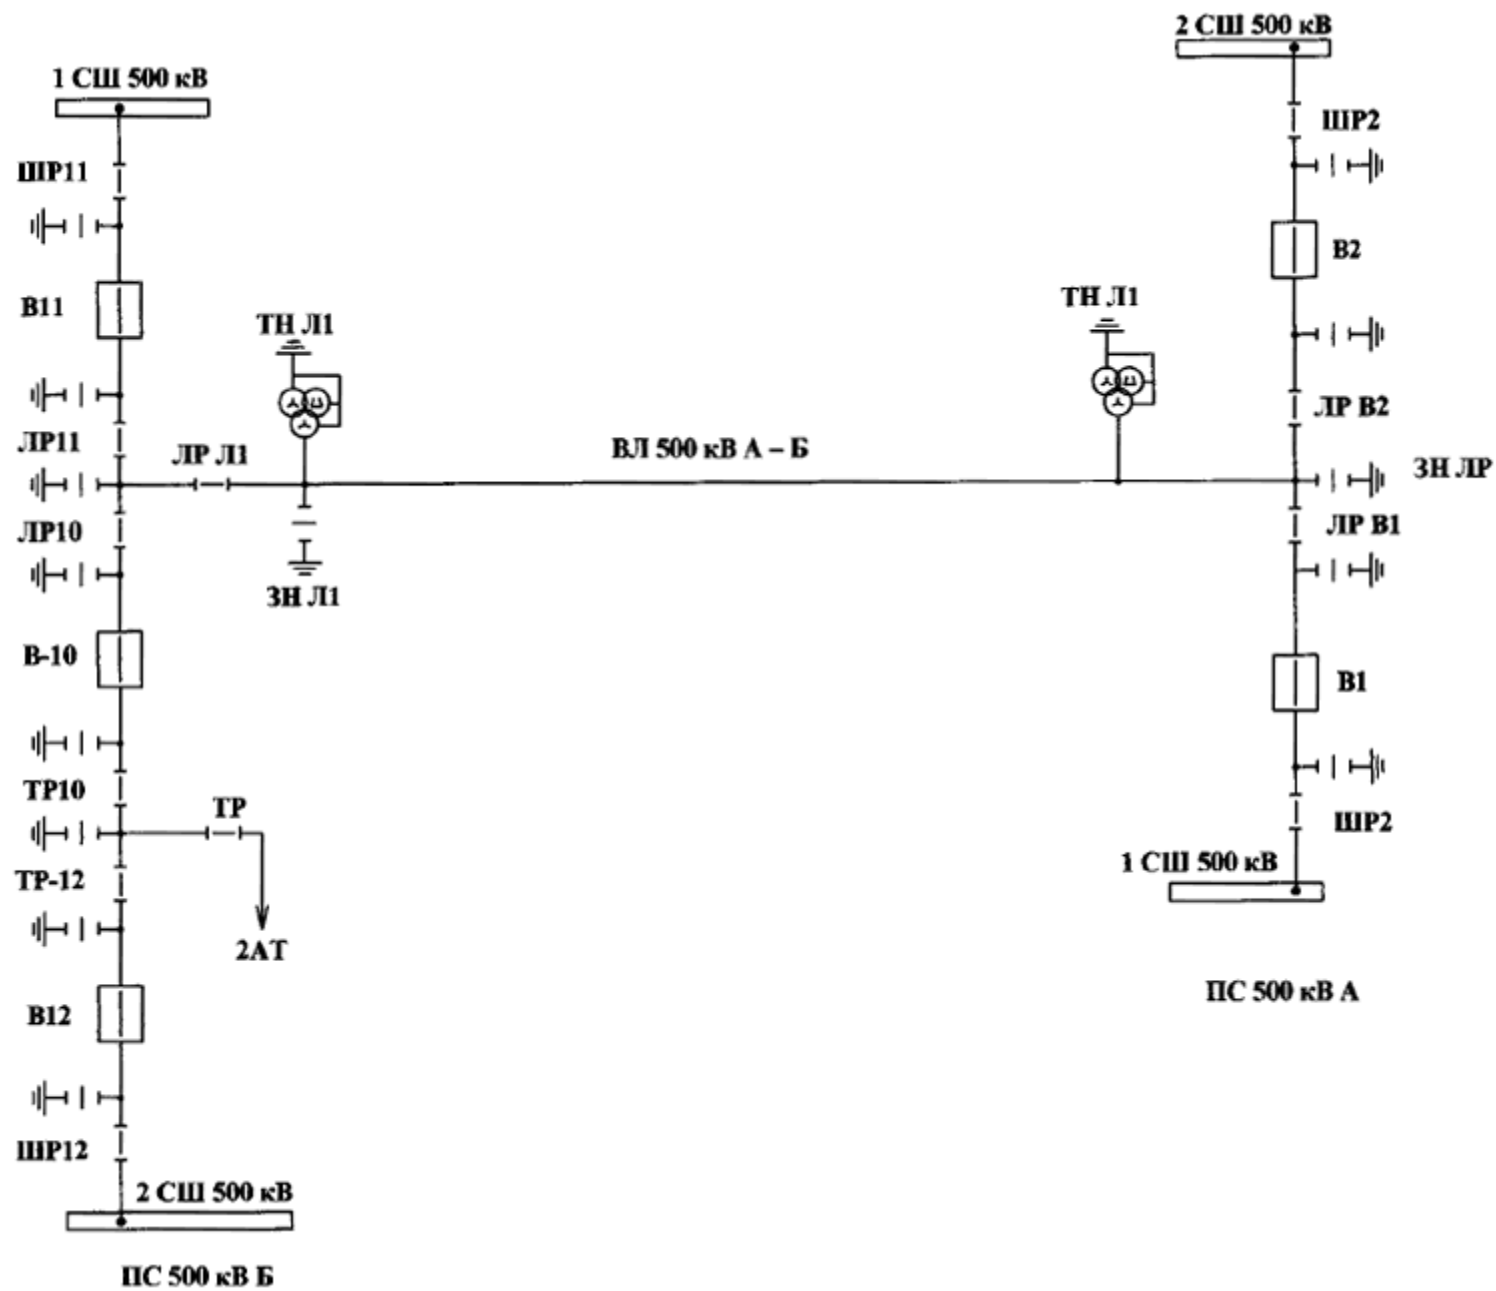 2 СШ 500 кВ
1 СШ 500 кВ
ШР2
ШР11
В2
В11
ТН Л1
ТН Л1
ЛР В2
ЛР11
ЛР Л1
ВЛ 500 кВ А – Б
ЗН ЛР
ЛР10
ЛР В1
ЗН Л1
В-10
В1
ТР10
ТР
ШР2
ТР-12
1 СШ 500 кВ
2АТ
ПС 500 кВ А
В12
ШР12
2 СШ 500 кВ
ПС 500 кВ Б